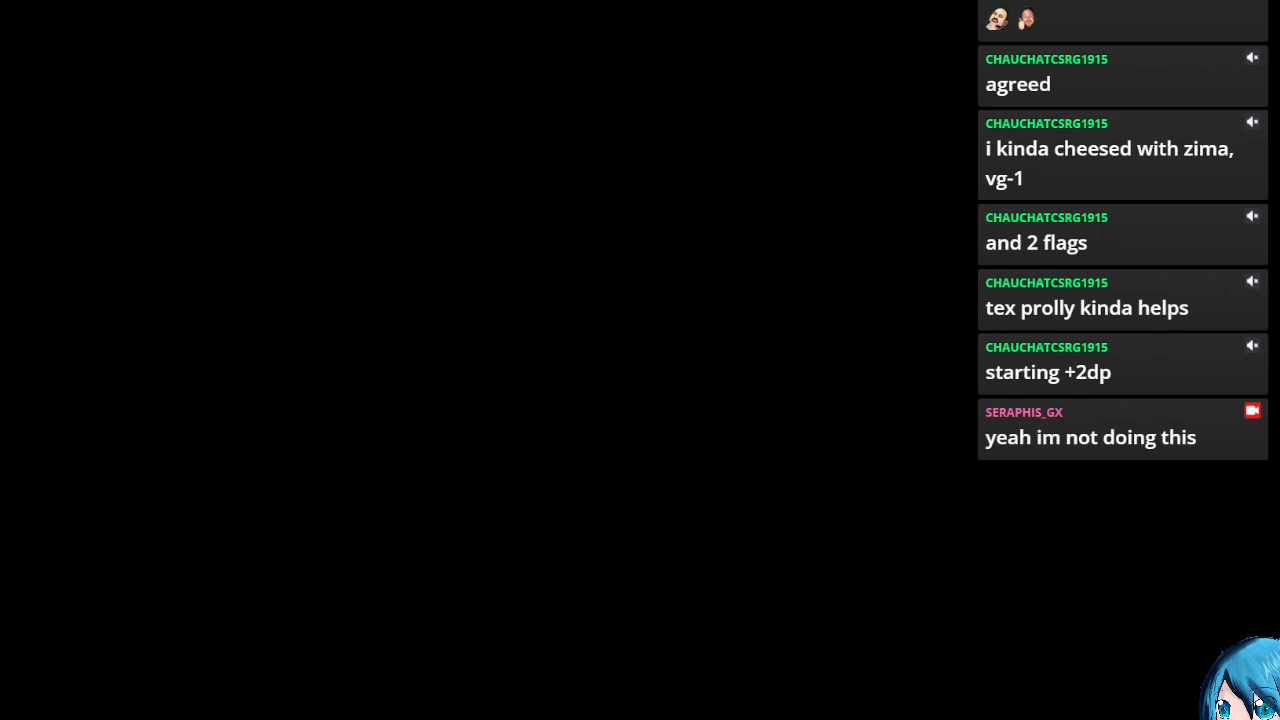 CHAUCHATCSRG1915
agreed
CHAUCHATCSRG1915
i kinda cheesed with zima,
vg-1
CHAUCHATCSRG1915
and 2 flags
CHAUCHATCSRG1915
tex prolly kinda helps
CHAUCHATCSRG1915
starting +2dp
SERAPHIS_GX
yeah im not doing this